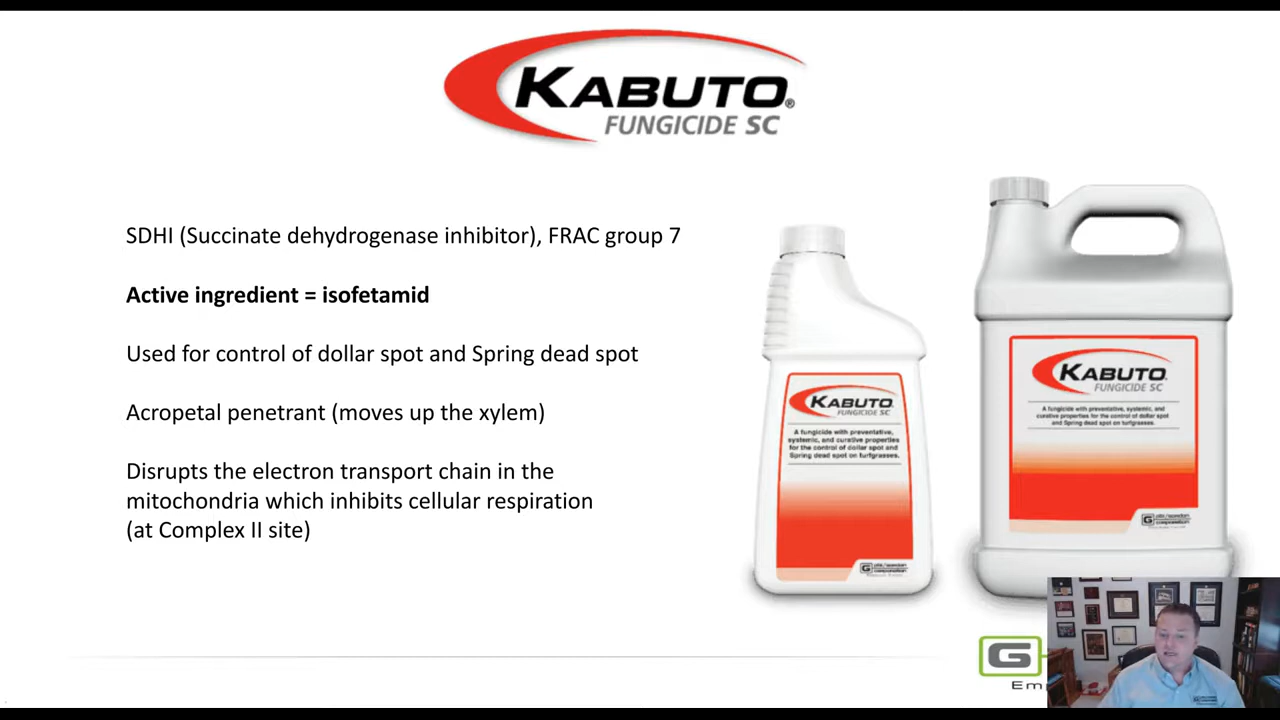 KABUTO®
FUNGICIDE SC
SDHI (Succinate dehydrogenase inhibitor), FRAC group 7
Active ingredient = isofetamid
Used for control of dollar spot and Spring dead spot
Acropetal penetrant (moves up the xylem)
Disrupts the electron transport chain in the
mitochondria which inhibits cellular respiration
(at Complex II site)
KABUTO
FUNGICIDE SC
A fungicide with preventative,
systemic, and curative properties
for the control of dollar spot and
Spring dead spot on turfgrasses.
G
KABUTO
FUNGICIDE SC
A fungicide with preventative, systemic, and
curative properties for the control of dollar spot
and Spring dead spot on turfgrasses.
G
G
Em